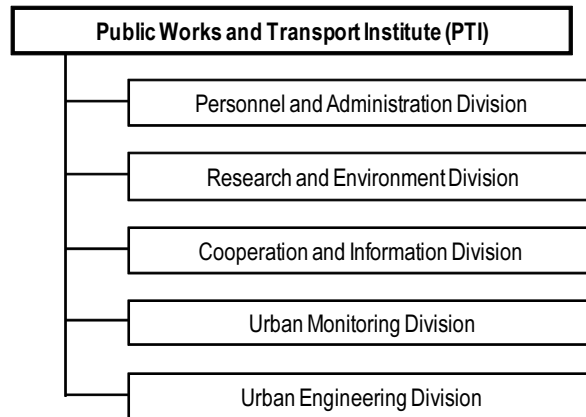 Public Works and Transport Institute (PTI)
Personnel and Administration Division
Research and Environment Division
Cooperation and Information Division
Urban Monitoring Division
Urban Engineering Division